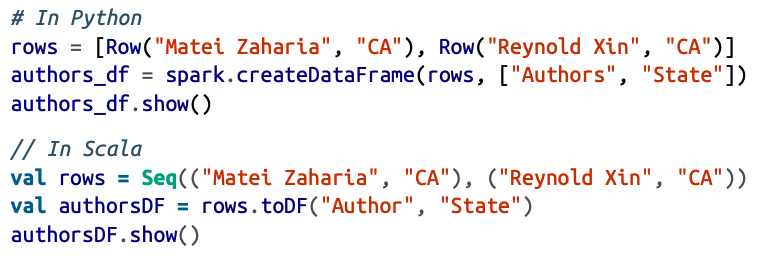 # In Python
rows = [Row("Matei Zaharia", "CA"), Row("Reynold Xin", "CA")]
authors_df = spark.createDataFrame(rows, ["Authors", "State"])
authors_df.show()
// In Scala
val rows = Seq(("Matei Zaharia", "CA"), ("Reynold Xin", "CA"))
val authorsDF = rows.toDF("Author", "State")
authorsDF.show()